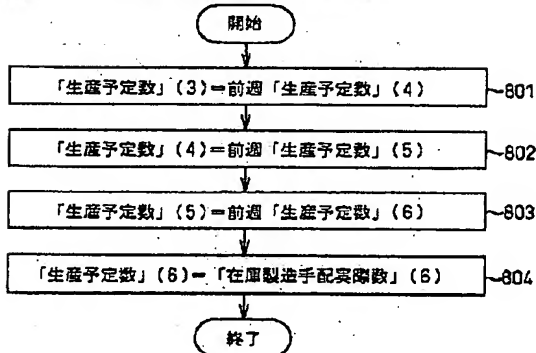 開始
「生産予定数」(3)=前週「生産予定数」(4)
801
「生産予定数」(4)=前週「生産予定数」(5)
802
「生産予定数」(5)=前週「生産予定数」(6)
803
「生産予定数」(6)=「在庫製造手配実際数」(6)
804
終了